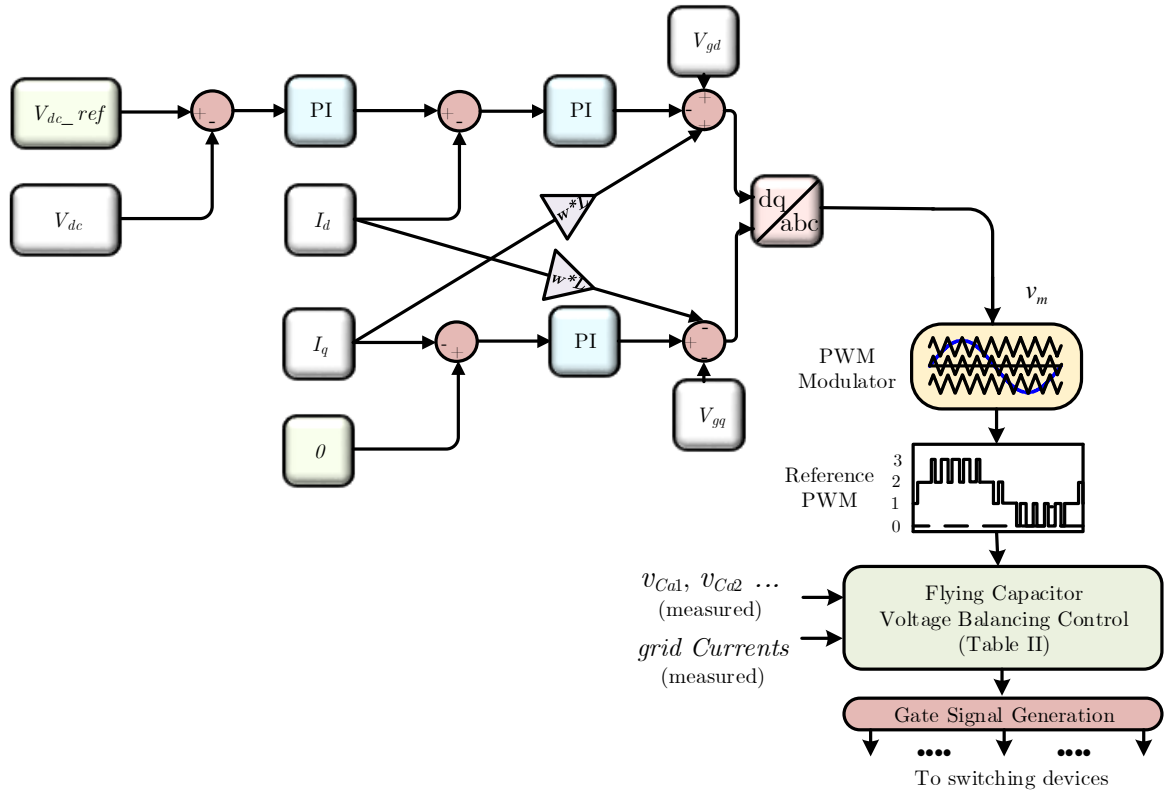 V_gd
V_dc_ref
+
-
PI
+
-
PI
+
-
+
V_dc
I_d
w*L
dq
abc
w*L
v_m
I_q
-
+
PI
-
+
-
PWM
Modulator
V_gq
0
Reference
PWM
3
2
1
0
v_Ca1, v_Ca2 ...
(measured)
grid Currents
(measured)
Flying Capacitor
Voltage Balancing Control
(Table II)
Gate Signal Generation
To switching devices